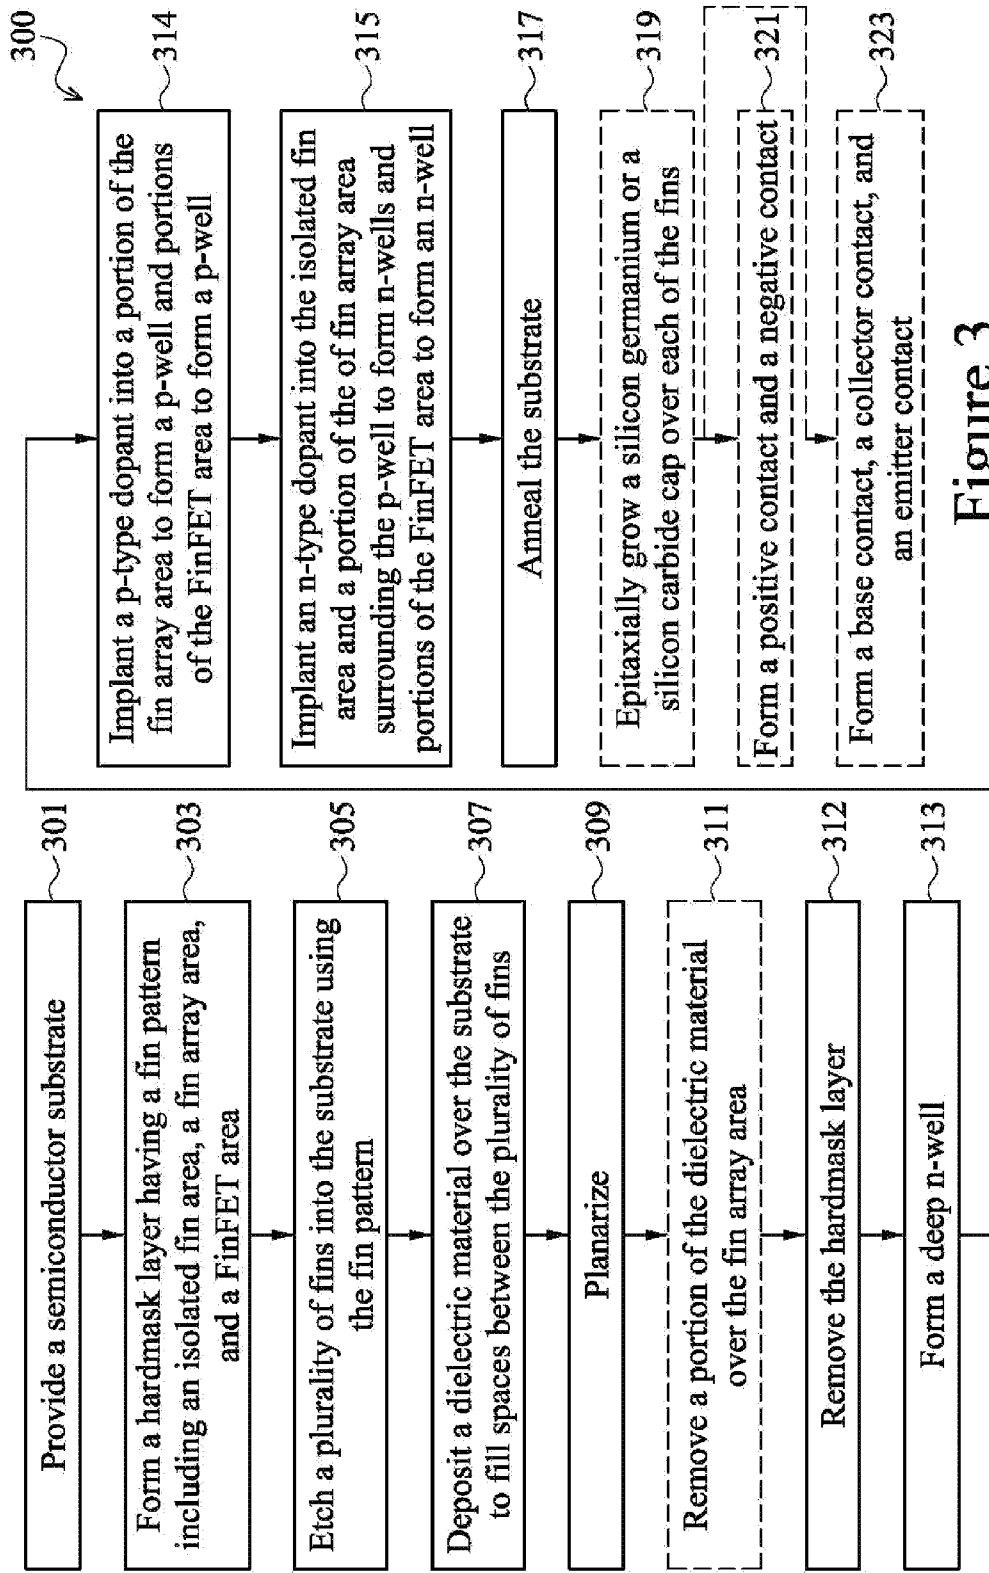 300
Provide a semiconductor substrate
301
Form a hardmask layer having a fin pattern
including an isolated fin area, a fin array area,
and a FinFET area
303
Etch a plurality of fins into the substrate using
the fin pattern
305
Deposit a dielectric material over the substrate
to fill spaces between the plurality of fins
307
Planarize
309
Remove a portion of the dielectric material
over the fin array area
311
Remove the hardmask layer
312
Form a deep n-well
313
Implant a p-type dopant into a portion of the
fin array area to form a p-well and portions
of the FinFET area to form a p-well
314
Implant an n-type dopant into the isolated fin
area and a portion of the of fin array area
surrounding the p-well to form n-wells and
portions of the FinFET area to form an n-well
315
Anneal the substrate
317
Epitaxially grow a silicon germanium or a
silicon carbide cap over each of the fins
319
Form a positive contact and a negative contact
321
Form a base contact, a collector contact, and
an emitter contact
323
Figure 3